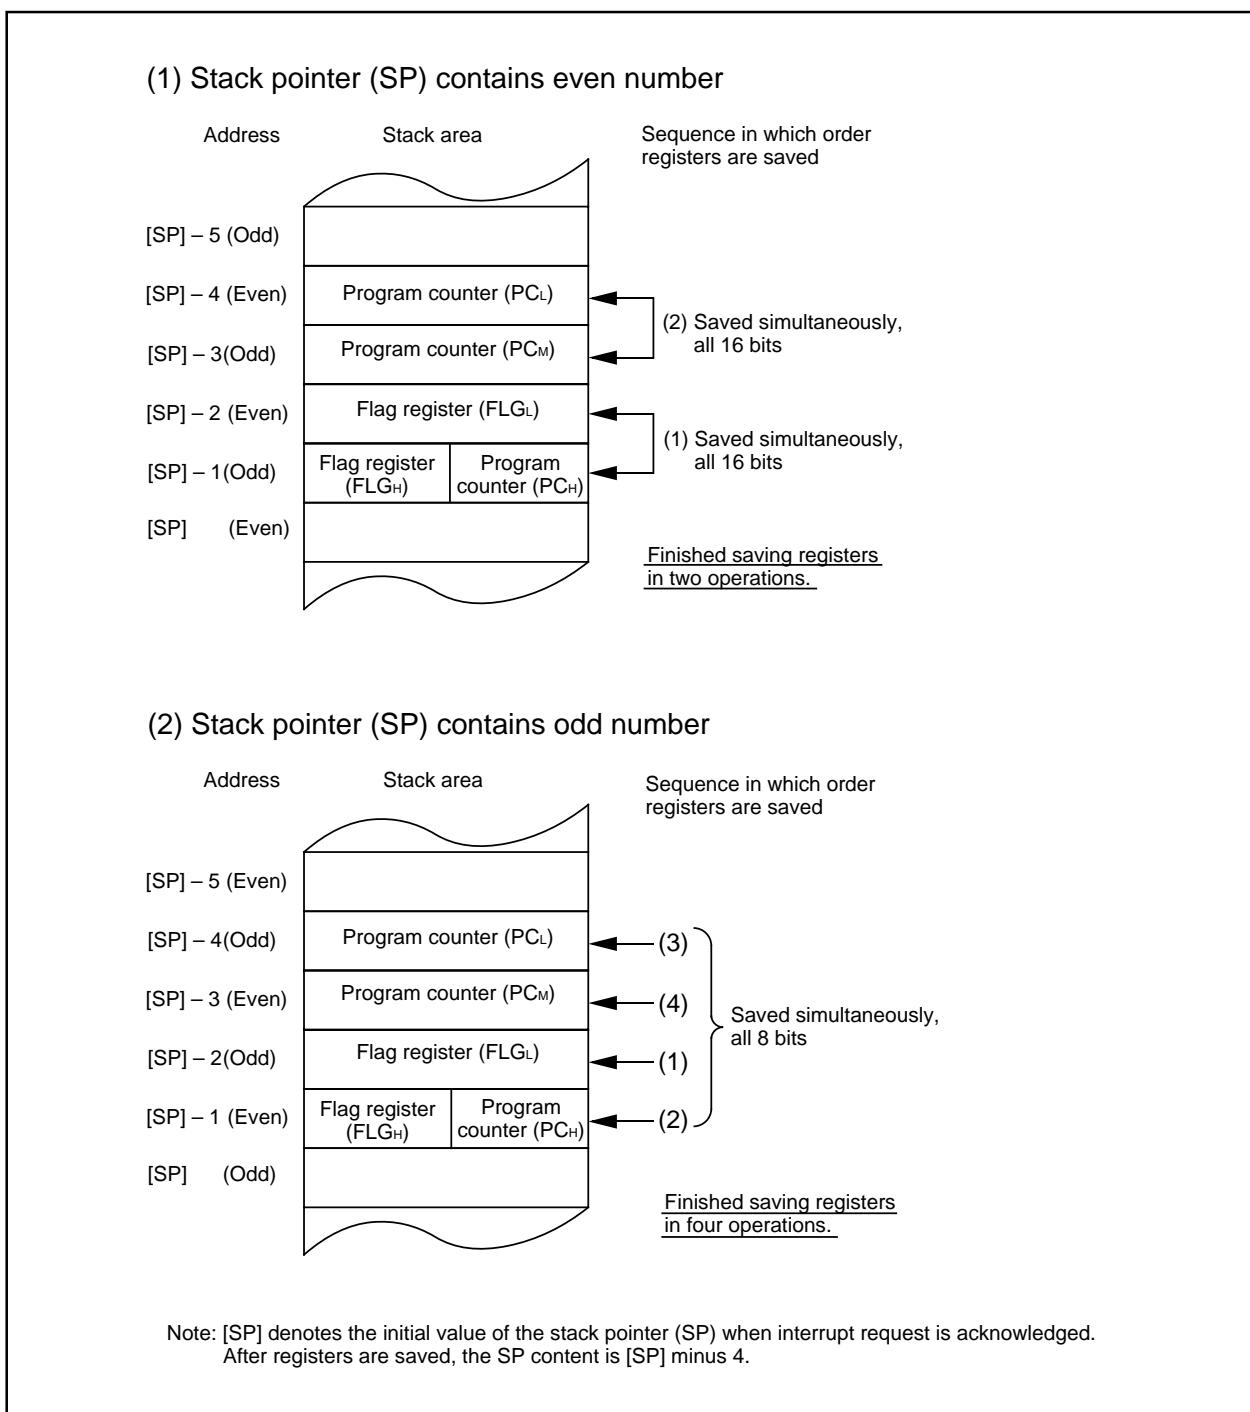 (1) Stack pointer (SP) contains even number
Address Stack area Sequence in which order
registers are saved
[SP] – 5 (Odd)
[SP] – 4 (Even) Program counter (PCL)
(2) Saved simultaneously,
all 16 bits
[SP] – 3(Odd) Program counter (PCM)
[SP] – 2 (Even) Flag register (FLGL)
(1) Saved simultaneously,
all 16 bits
[SP] – 1(Odd) Flag register Program
(FLGH) counter (PCH)
[SP] (Even)
Finished saving registers
in two operations.
(2) Stack pointer (SP) contains odd number
Address Stack area Sequence in which order
registers are saved
[SP] – 5 (Even)
[SP] – 4(Odd) Program counter (PCL) (3)
[SP] – 3 (Even) Program counter (PCM) (4)
Saved simultaneously,
all 8 bits
[SP] – 2(Odd) Flag register (FLGL) (1)
[SP] – 1 (Even) Flag register Program (2)
(FLGH) counter (PCH)
[SP] (Odd)
Finished saving registers
in four operations.
Note: [SP] denotes the initial value of the stack pointer (SP) when interrupt request is acknowledged.
After registers are saved, the SP content is [SP] minus 4.